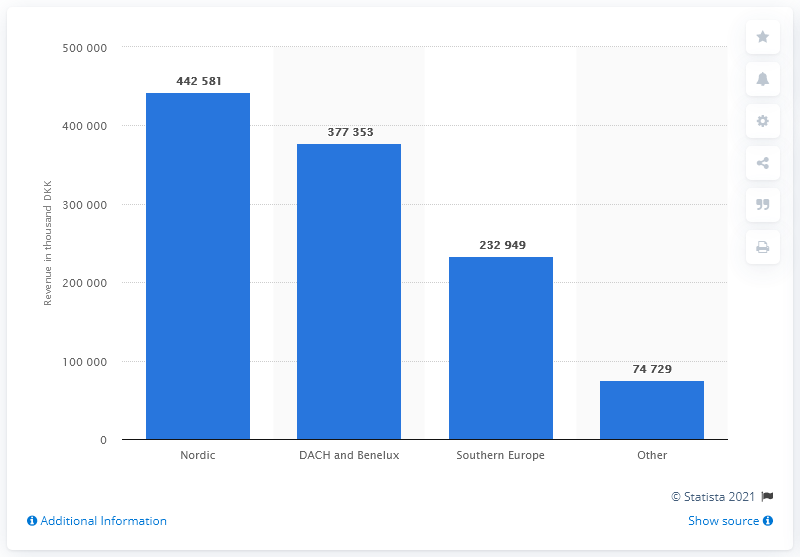 500 000
400 000
300 000
200 000
100 000
0
Revenue in thousand DKK
442 581
377 353
232 949
74 729
Nordic
DACH and Benelux
Southern Europe
Other
© Statista 2021
Additional Information
Show source